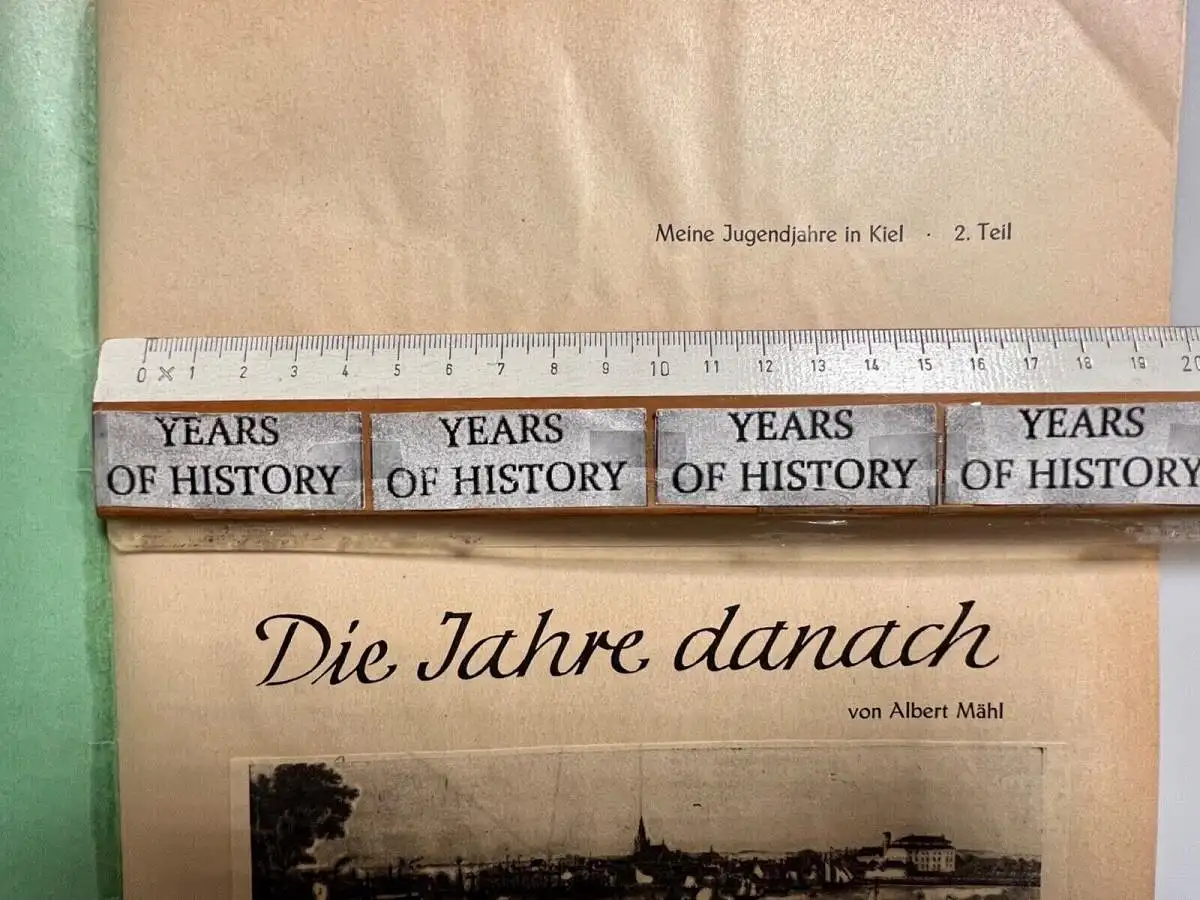 Meine Jugendjahre in Kiel · 2. Teil
0 1 2 3 4 5 6 7 8 9 10 11 12 13 14 15 16 17 18 19 20
YEARS YEARS YEARS YEARS
OF HISTORY OF HISTORY OF HISTORY OF HISTORY
Die Jahre danach
von Albert Mähl